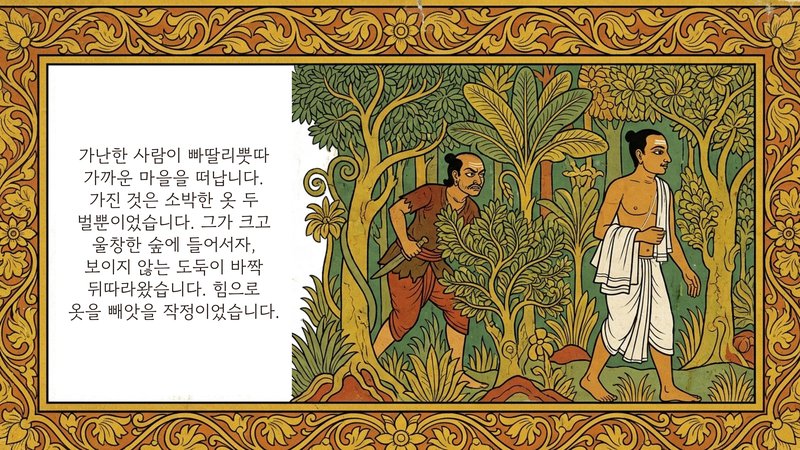 가난한 사람이 빠딸리뿟따
가까운 마을을 떠납니다.
가진 것은 소박한 옷 두
벌뿐이었습니다. 그가 크고
울창한 숲에 들어서자,
보이지 않는 도둑이 바짝
뒤따라왔습니다. 힘으로
옷을 빼앗을 작정이었습니다.